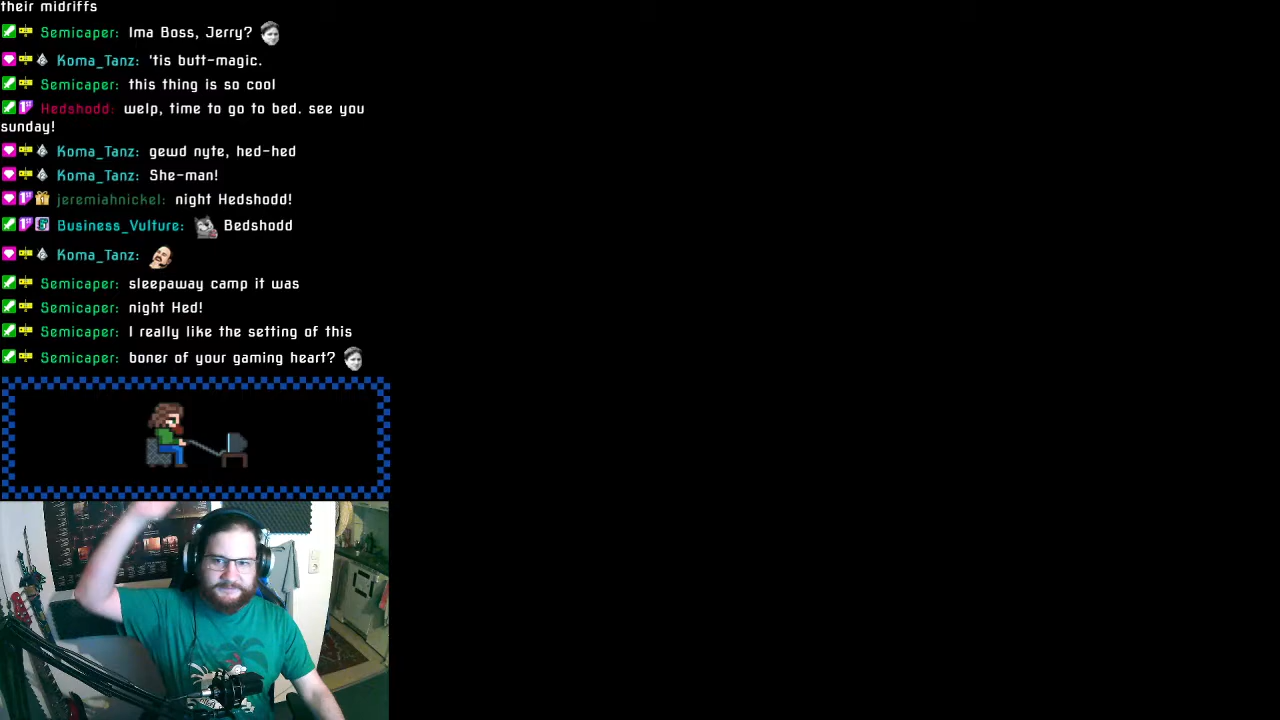 their midriffs
Semicaper: Ima Boss, Jerry?
Koma_Tanz: 'tis butt-magic.
Semicaper: this thing is so cool
Hedshodd: welp, time to go to bed. see you
sunday!
Koma_Tanz: gewd nyte, hed-hed
Koma_Tanz: She-man!
jeremiahnickel: night Hedshodd!
Business_Vulture: Bedshodd
Koma_Tanz:
Semicaper: sleepaway camp it was
Semicaper: night Hed!
Semicaper: I really like the setting of this
Semicaper: boner of your gaming heart?